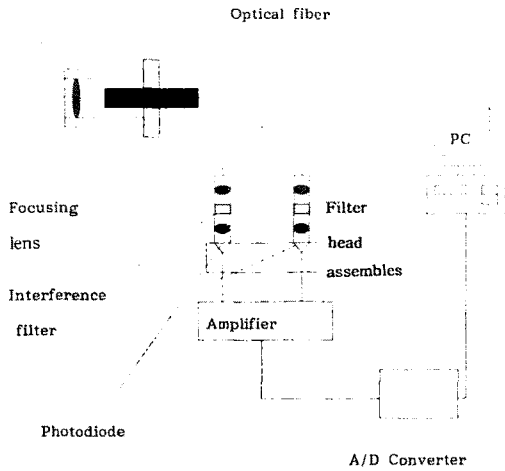 Optical fiber
PC
Focusing
lens
Filter
head
assembles
Interference
filter
Amplifier
Photodiode
A/D Converter